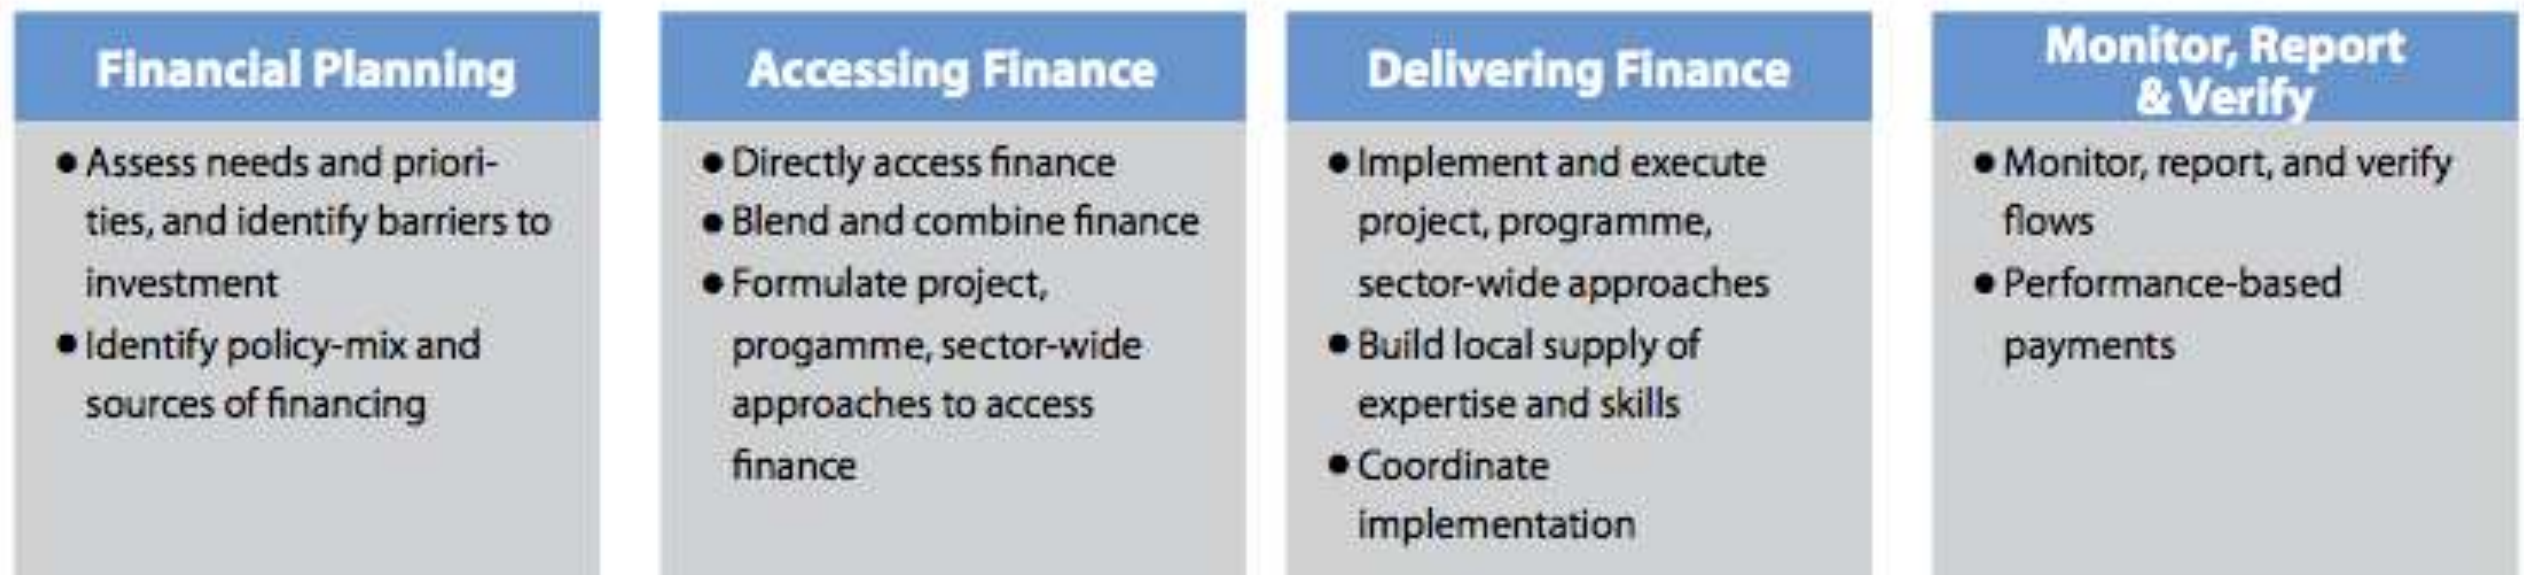 Financial Planning
● Assess needs and priori-
ties, and identify barriers to
investment
● Identify policy-mix and
sources of financing
Accessing Finance
● Directly access finance
● Blend and combine finance
● Formulate project,
progamme, sector-wide
approaches to access
finance
Delivering Finance
● Implement and execute
project, programme,
sector-wide approaches
● Build local supply of
expertise and skills
● Coordinate
implementation
Monitor, Report
& Verify
● Monitor, report, and verify
flows
● Performance-based
payments